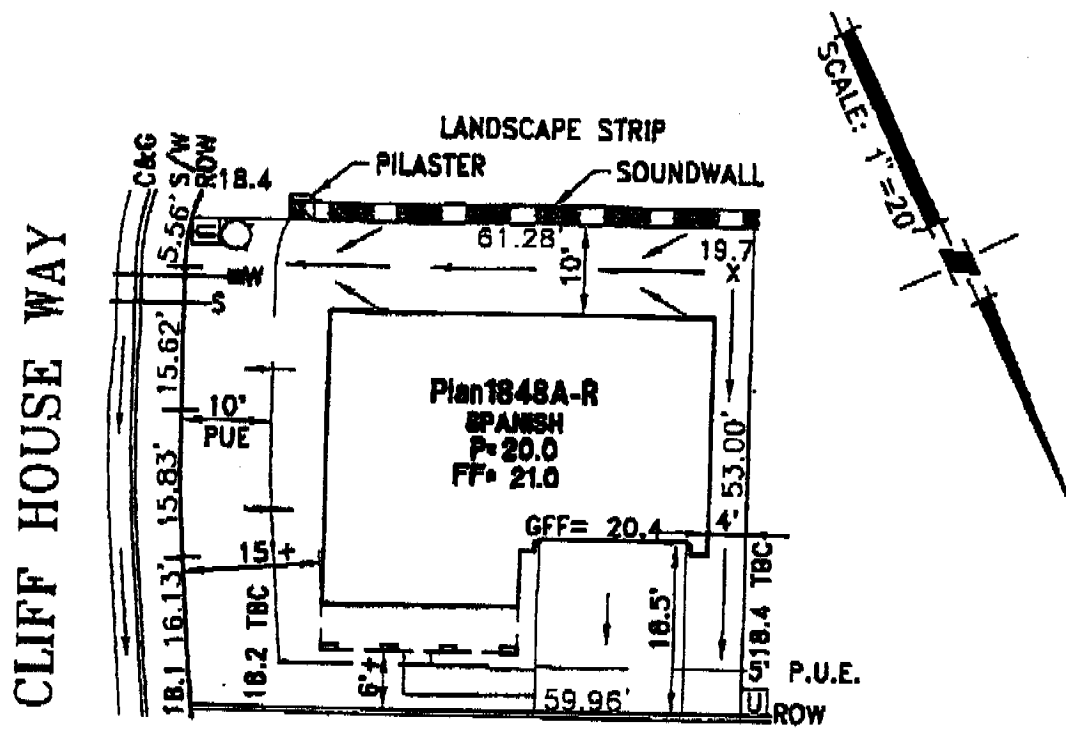 LANDSCAPE STRIP
PILASTER
SOUNDWALL
SCALE: 1"=20'
C&G
S/W
ROW
18.4
5.56'
61.28'
19.7
X
10'
W
S
15.62'
10'
PUE
Plan1848A-R
SPANISH
P= 20.0
FF= 21.0
53.00'
15.83'
GFF= 20.4
4'
15'±
16.13'
18.1
18.2 TBC
18.5'
18.4 TBC
6'±
5'
P.U.E.
59.96'
U
ROW
CLIFF HOUSE WAY